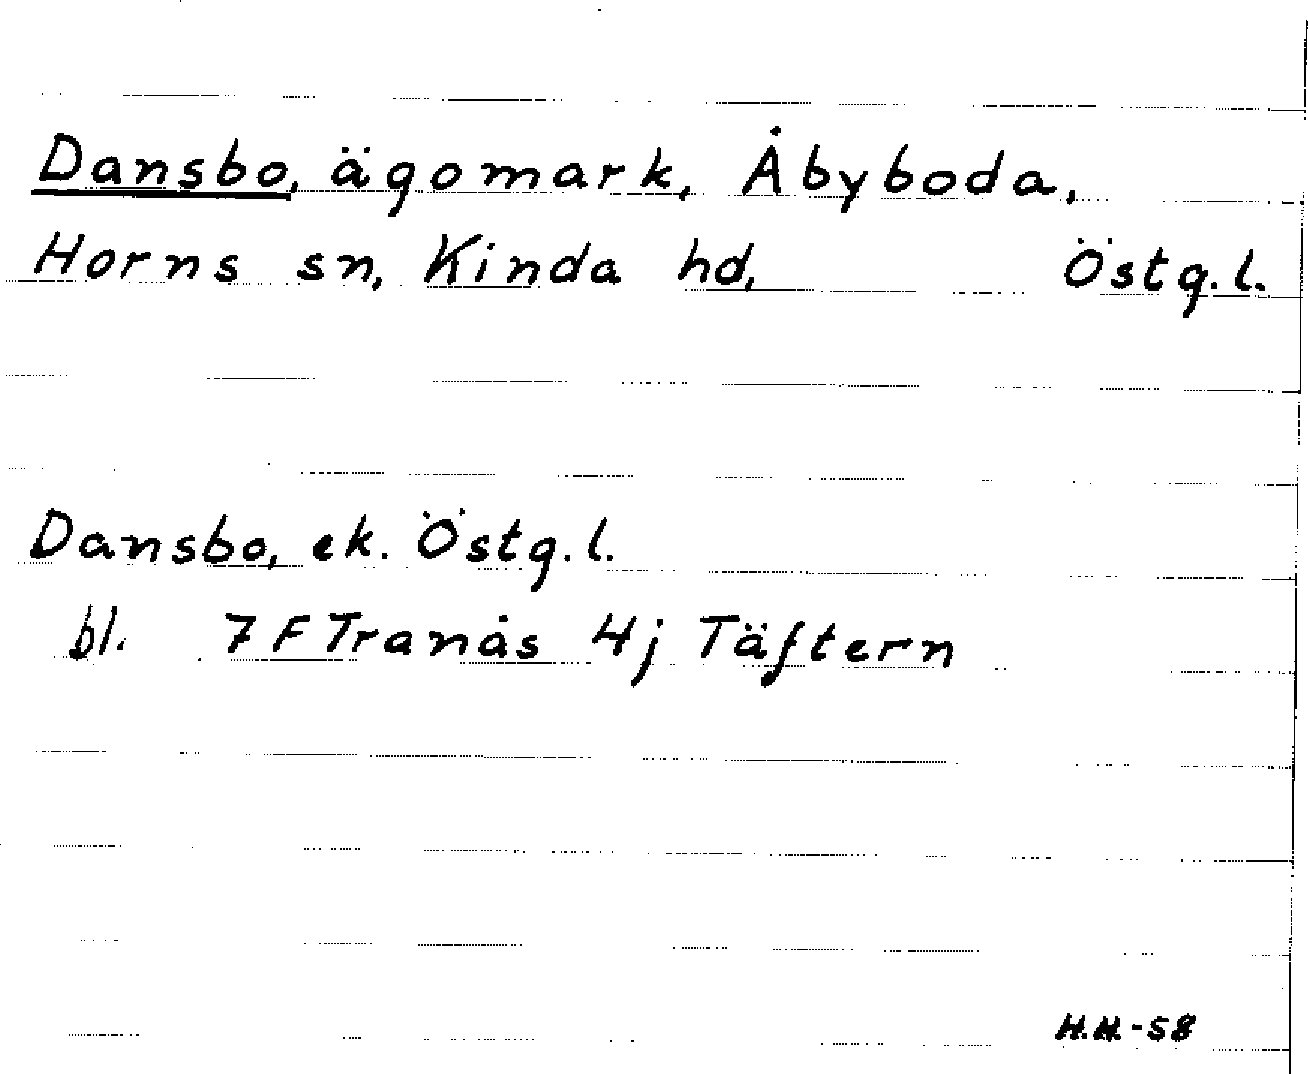 Dansbo, ägomark, Åbyboda,
Horns sn, Kinda hd, Östg. l.
Dansbo, ek. Östg. l.
bl. 7 F Tranås 4j Täftern
H.H.-58